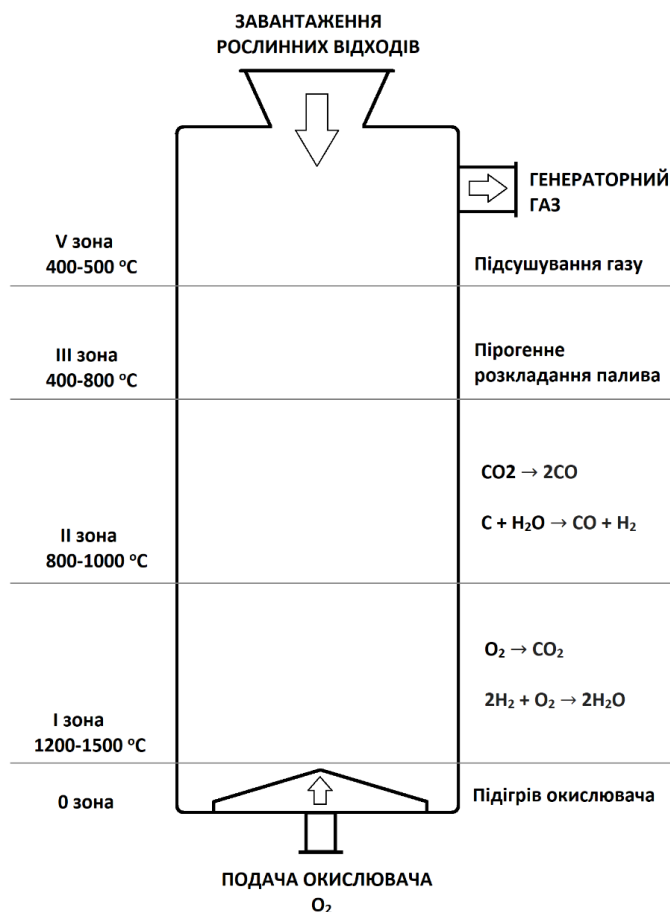 ЗАВАНТАЖЕННЯ
РОСЛИННИХ ВІДХОДІВ
ГЕНЕРАТОРНИЙ
ГАЗ
V зона
400-500 °C
Підсушування газу
III зона
400-800 °C
Пірогенне
розкладання палива
CO2 → 2CO
C + H₂O → CO + H₂
II зона
800-1000 °C
O₂ → CO₂
2H₂ + O₂ → 2H₂O
I зона
1200-1500 °C
0 зона
Підігрів окислювача
ПОДАЧА ОКИСЛЮВАЧА
O₂